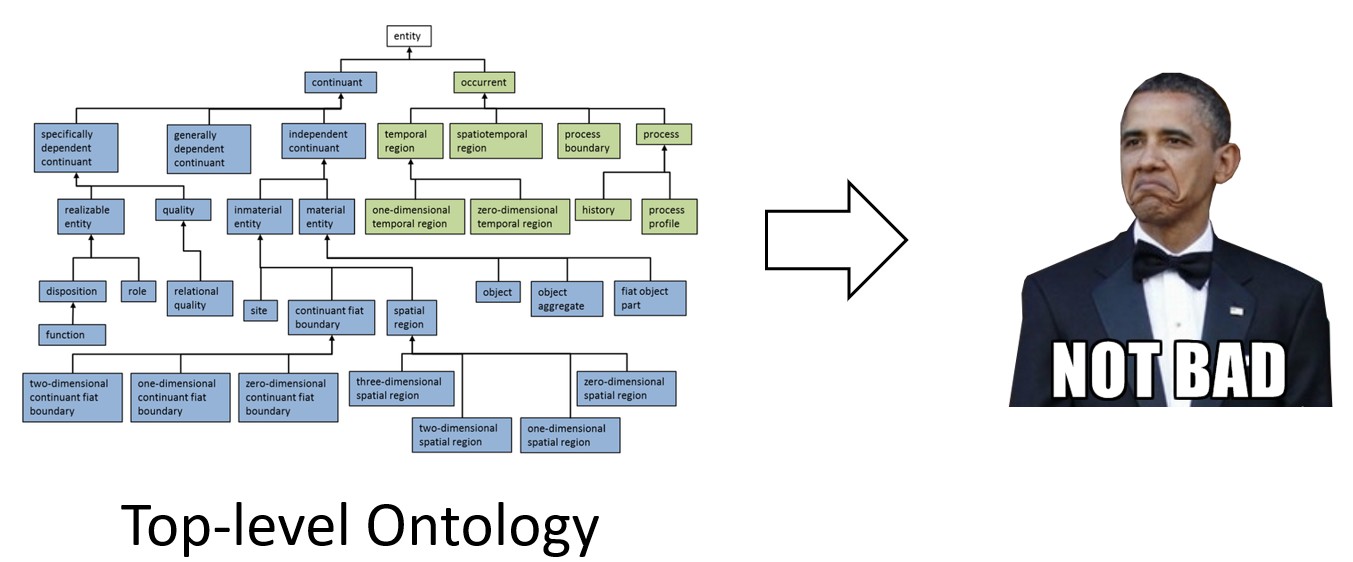 entity
continuant
occurrent
specifically
dependent
continuant
generally
dependent
continuant
independent
continuant
temporal
region
spatiotemporal
region
process
boundary
process
realizable
entity
quality
inmaterial
entity
material
entity
one-dimensional
temporal region
zero-dimensional
temporal region
history
process
profile
disposition
role
relational
quality
site
continuant fiat
boundary
spatial
region
object
object
aggregate
fiat object
part
function
two-dimensional
continuant fiat
boundary
one-dimensional
continuant fiat
boundary
zero-dimensional
continuant fiat
boundary
three-dimensional
spatial region
zero-dimensional
spatial region
two-dimensional
spatial region
one-dimensional
spatial region
Top-level Ontology
NOT BAD